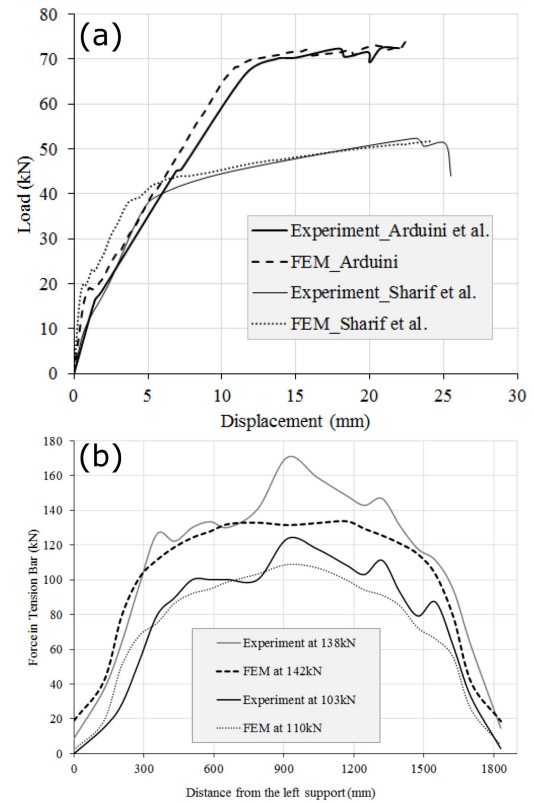 (a)
80
70
60
50
40
30
20
10
0
Load (kN)
Experiment_Arduini et al.
FEM_Arduini
Experiment_Sharif et al.
FEM_Sharif et al.
0 5 10 15 20 25 30
Displacement (mm)
(b)
180
160
140
120
100
80
60
40
20
0
Force in Tension Bar (kN)
Experiment at 138kN
FEM at 142kN
Experiment at 103kN
FEM at 110kN
0 300 600 900 1200 1500 1800
Distance from the left support (mm)